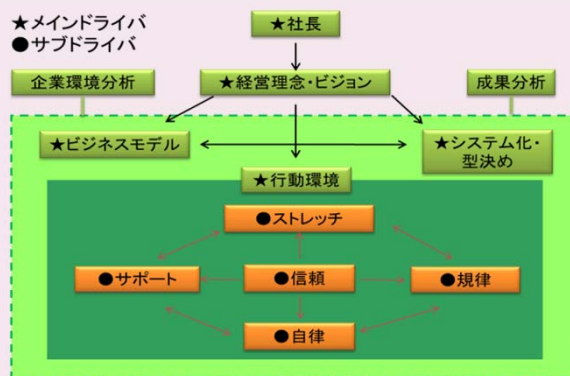 ★メインドライバ
●サブドライバ
★社長
企業環境分析
★経営理念・ビジョン
成果分析
★ビジネスモデル
★システム化・
型決め
★行動環境
●ストレッチ
●サポート
●信頼
●規律
●自律